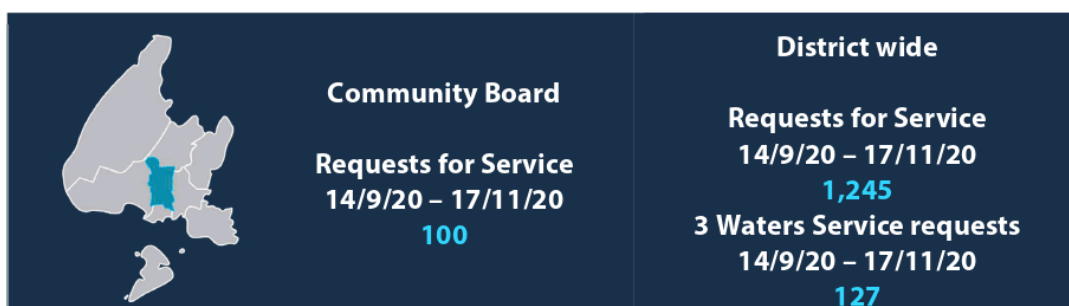 Community Board
Requests for Service
14/9/20 – 17/11/20
100
District wide
Requests for Service
14/9/20 – 17/11/20
1,245
3 Waters Service requests
14/9/20 – 17/11/20
127